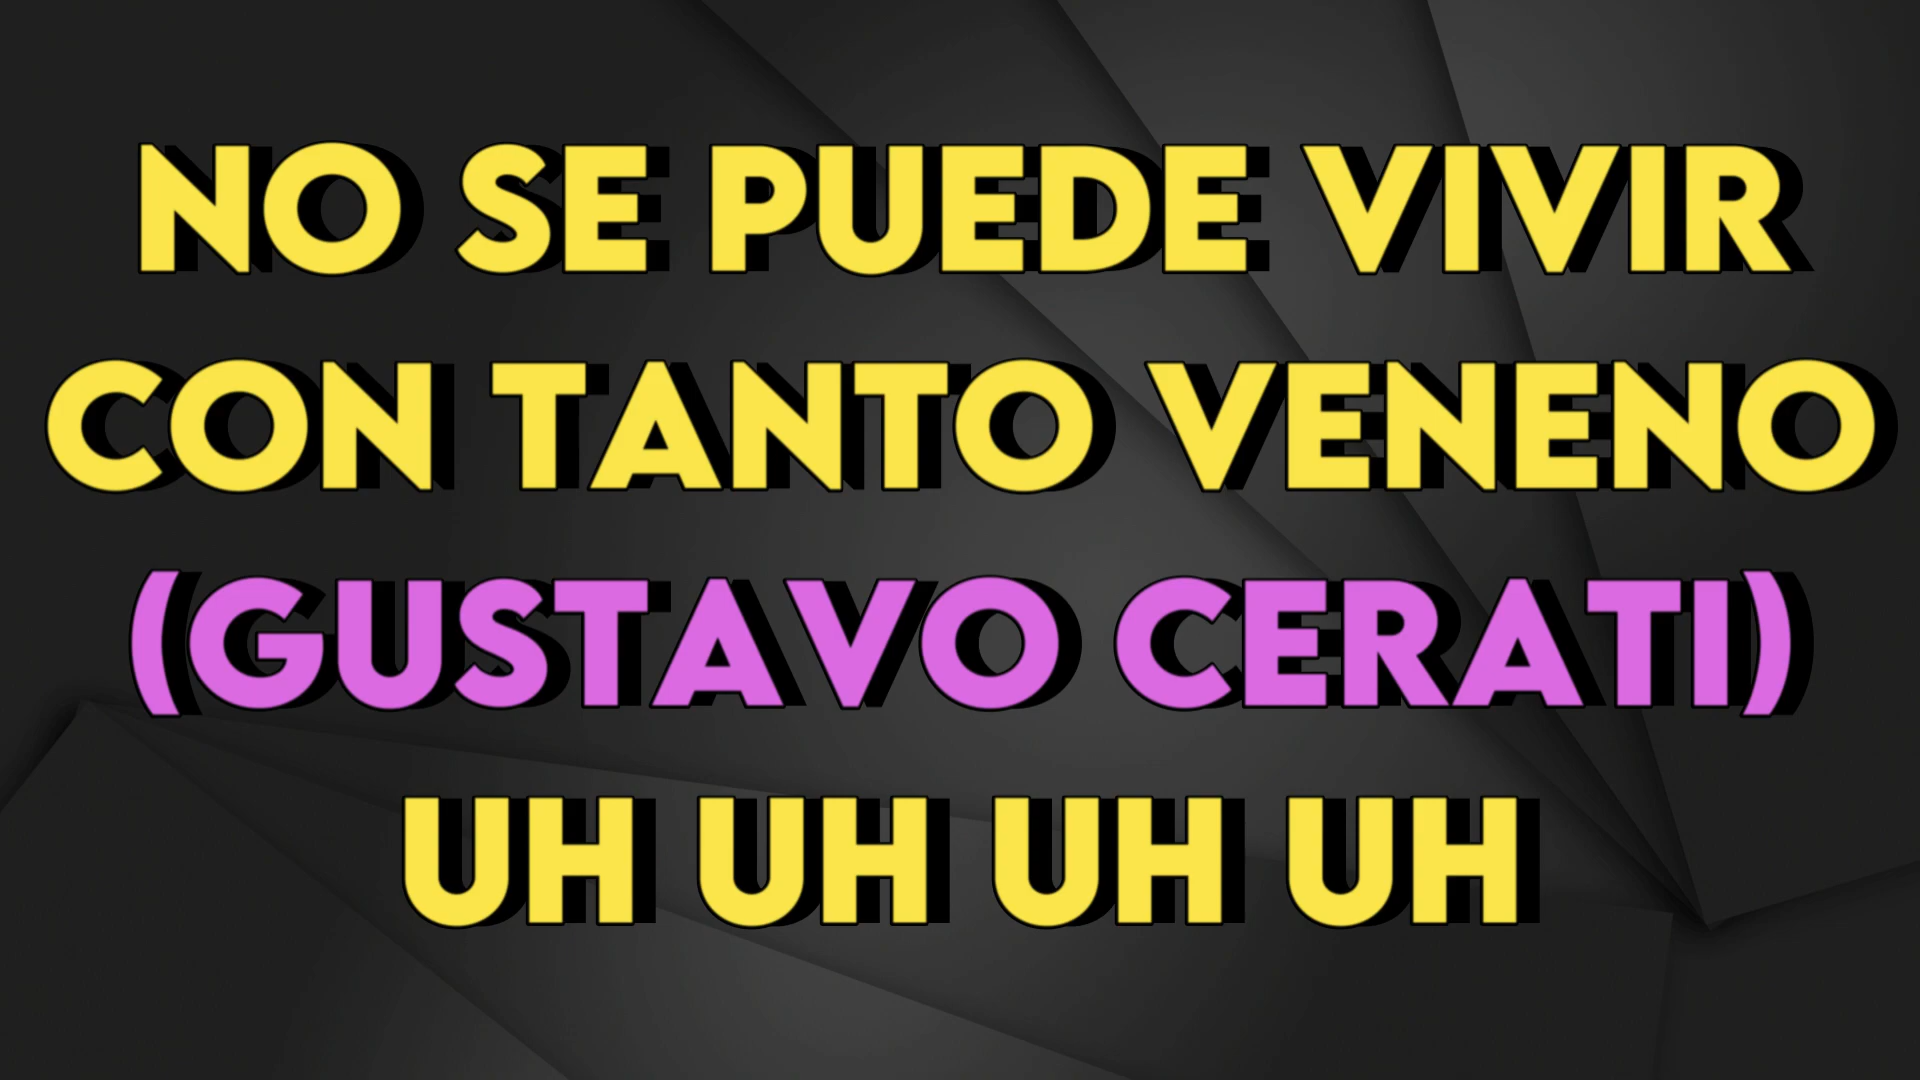 NO SE PUEDE VIVIR
CON TANTO VENENO
(GUSTAVO CERATI)
UH UH UH UH